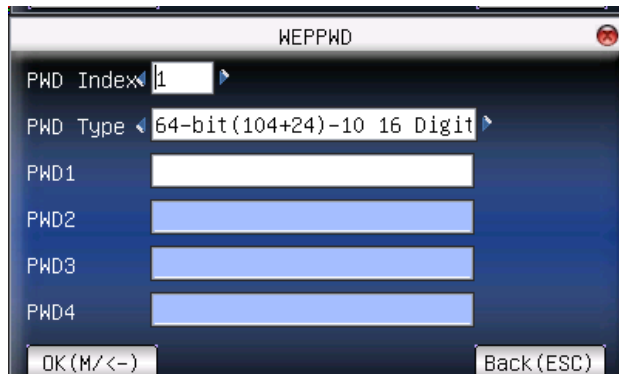 WEPPWD
PWD Index 1
PWD Type 64-bit(104+24)-10 16 Digit
PWD1
PWD2
PWD3
PWD4
OK(M/<-) Back(ESC)